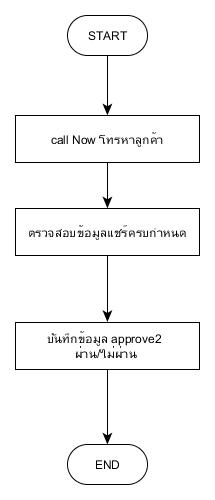 START
call Now โทรหาลูกค้า
ตรวจสอบข้อมูลแชร์ครบกำหนด
บันทึกข้อมูล approve2
ผ่าน/ไม่ผ่าน
END